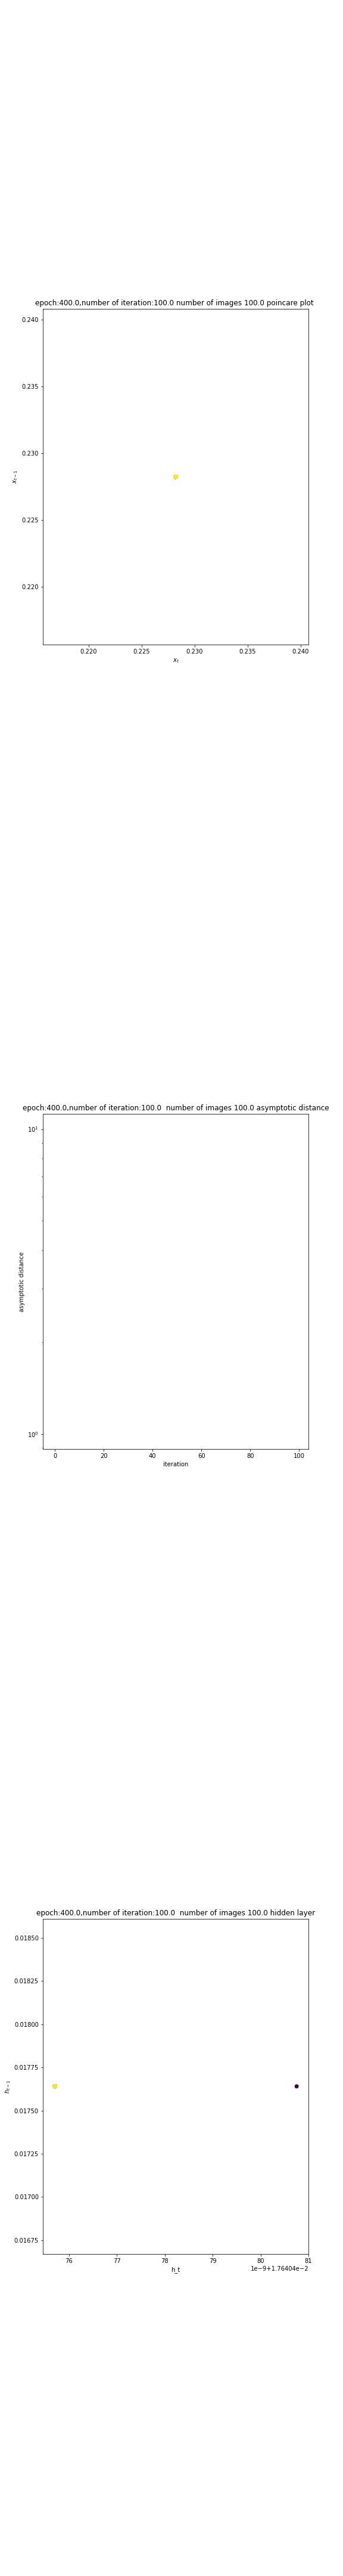 epoch:400.0,number of iteration:100.0 number of images 100.0 poincare plot
0.240
0.235
0.230
0.225
0.220
x_{t-1}
0.220 0.225 0.230 0.235 0.240
x_t
epoch:400.0,number of iteration:100.0  number of images 100.0 asymptotic distance
10^1
10^0
asymptotic distance
0 20 40 60 80 100
iteration
epoch:400.0,number of iteration:100.0  number of images 100.0 hidden layer
0.01850
0.01825
0.01800
0.01775
0.01750
0.01725
0.01700
0.01675
h_{t-1}
76 77 78 79 80 81
h_t
1e−9+1.76404e−2